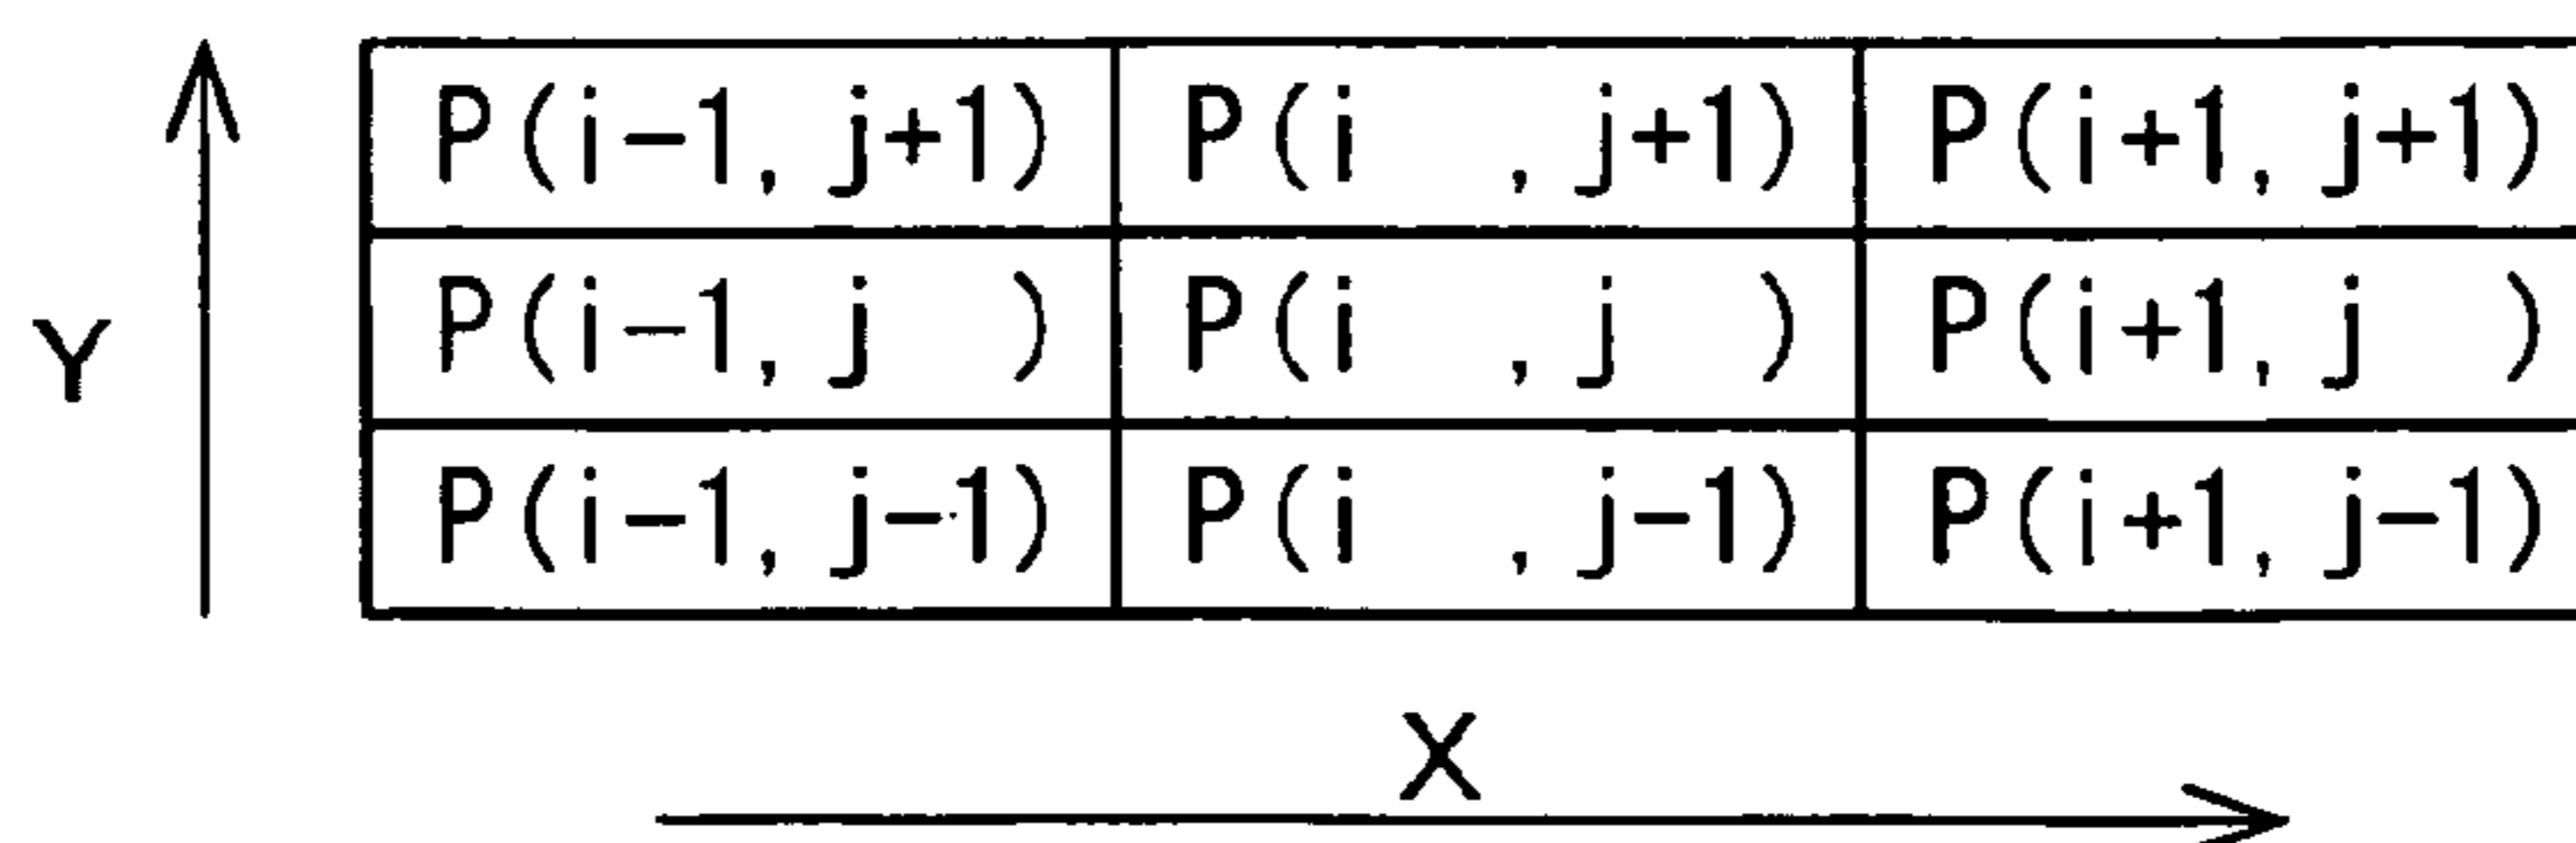 P(i-1, j+1) P(i , j+1) P(i+1, j+1)
Y
P(i-1, j ) P(i , j ) P(i+1, j )
P(i-1, j-1) P(i , j-1) P(i+1, j-1)
X